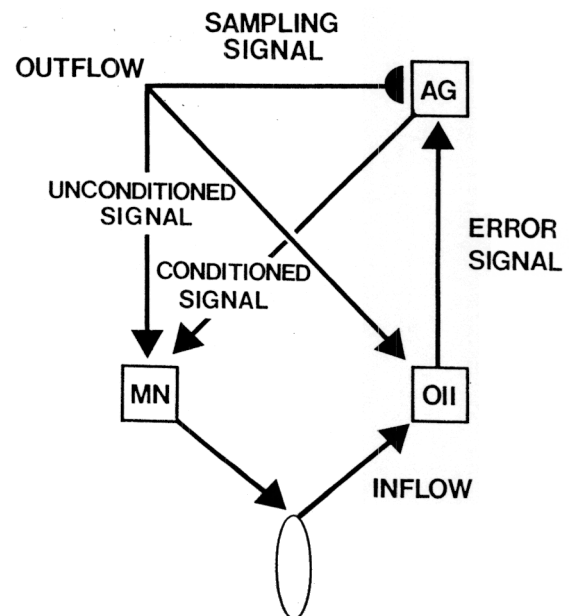 SAMPLING
SIGNAL
OUTFLOW
AG
UNCONDITIONED
SIGNAL
ERROR
SIGNAL
CONDITIONED
SIGNAL
MN
OII
INFLOW